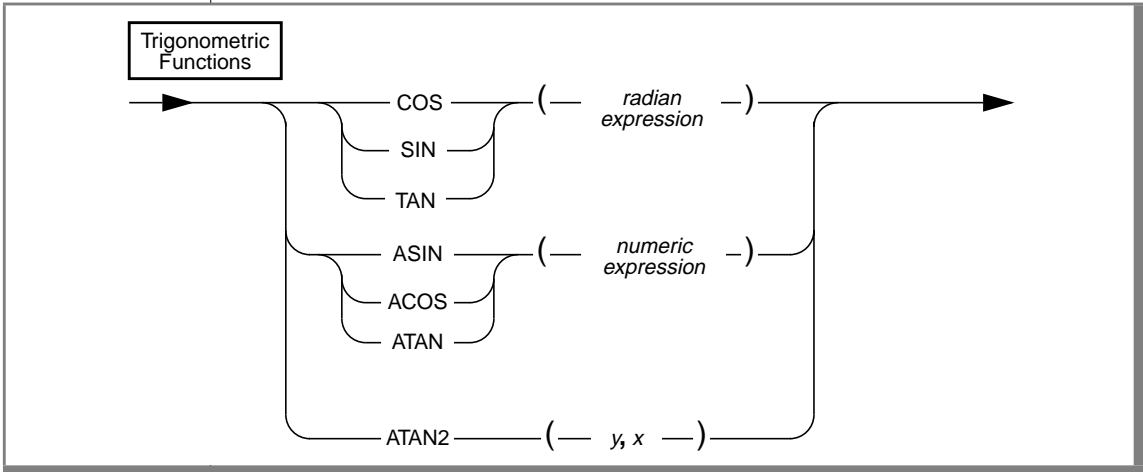 Trigonometric
Functions
COS ( radian expression )
SIN
TAN
ASIN ( numeric expression )
ACOS
ATAN
ATAN2 ( y, x )